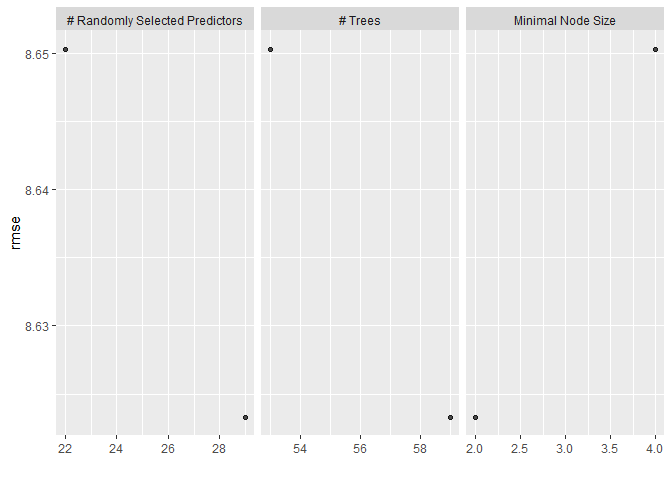 # Randomly Selected Predictors
# Trees
Minimal Node Size
rmse
8.65
8.64
8.63
22 24 26 28
54 56 58
2.0 2.5 3.0 3.5 4.0